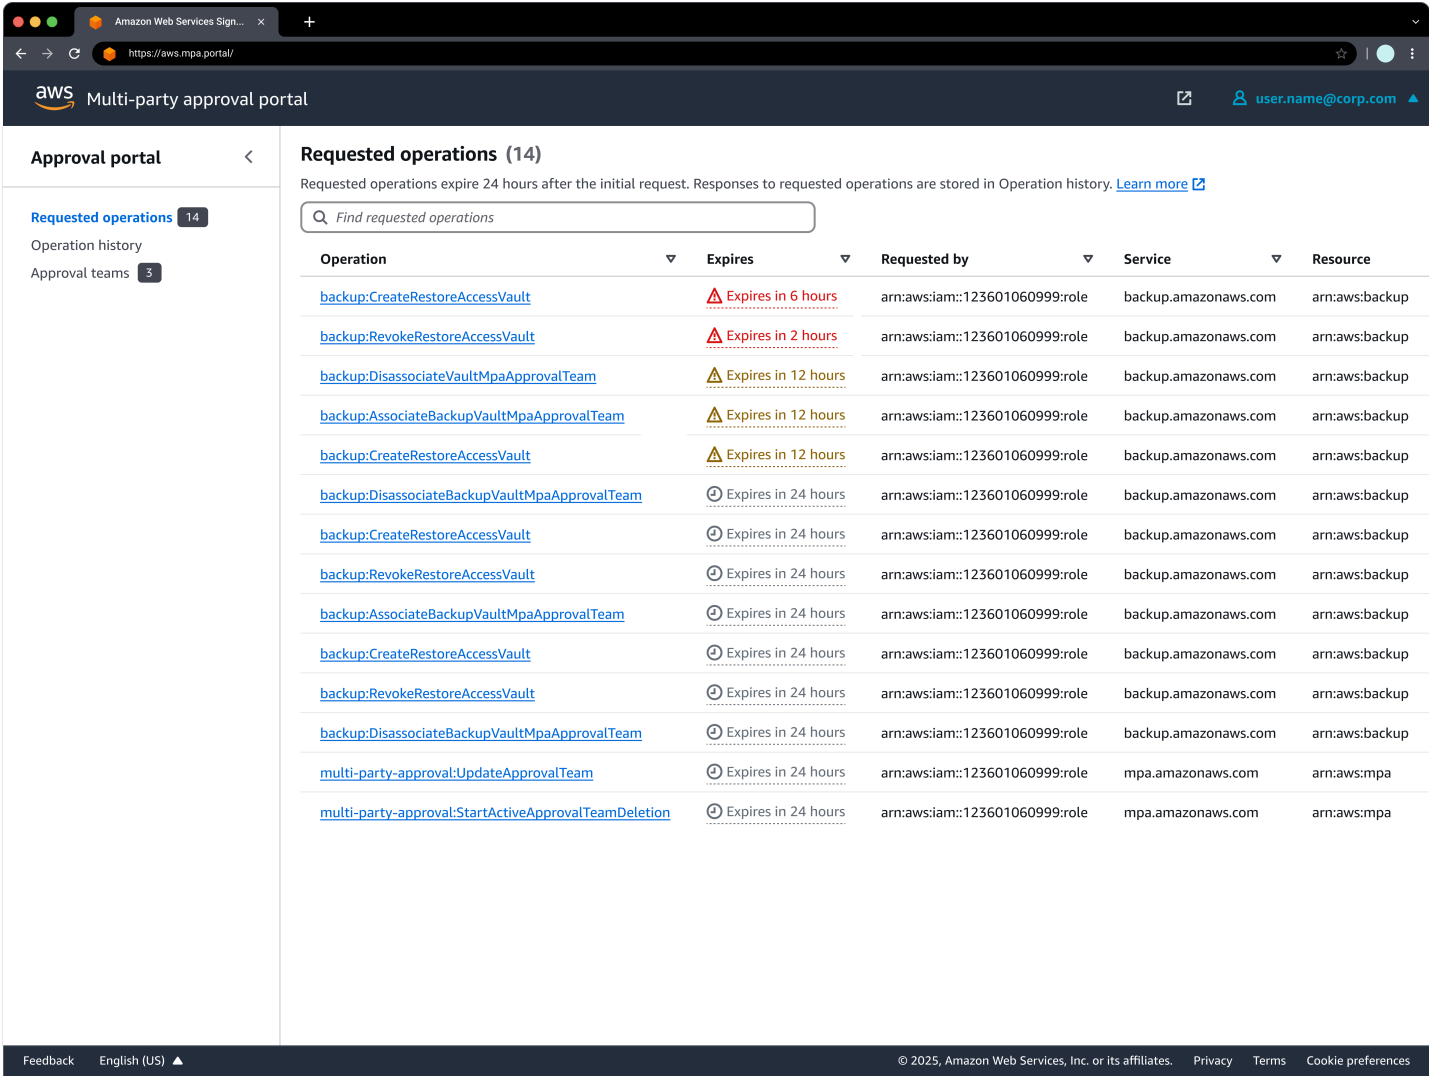 Amazon Web Services Sign...
https://aws.mpa.portal/
aws Multi-party approval portal
user.name@corp.com
Approval portal
Requested operations 14
Operation history
Approval teams 3
Requested operations (14)
Requested operations expire 24 hours after the initial request. Responses to requested operations are stored in Operation history. Learn more
Find requested operations
Operation Expires Requested by Service Resource
backup:CreateRestoreAccessVault Expires in 6 hours arn:aws:iam::123601060999:role backup.amazonaws.com arn:aws:backup
backup:RevokeRestoreAccessVault Expires in 2 hours arn:aws:iam::123601060999:role backup.amazonaws.com arn:aws:backup
backup:DisassociateVaultMpaApprovalTeam Expires in 12 hours arn:aws:iam::123601060999:role backup.amazonaws.com arn:aws:backup
backup:AssociateBackupVaultMpaApprovalTeam Expires in 12 hours arn:aws:iam::123601060999:role backup.amazonaws.com arn:aws:backup
backup:CreateRestoreAccessVault Expires in 12 hours arn:aws:iam::123601060999:role backup.amazonaws.com arn:aws:backup
backup:DisassociateBackupVaultMpaApprovalTeam Expires in 24 hours arn:aws:iam::123601060999:role backup.amazonaws.com arn:aws:backup
backup:CreateRestoreAccessVault Expires in 24 hours arn:aws:iam::123601060999:role backup.amazonaws.com arn:aws:backup
backup:RevokeRestoreAccessVault Expires in 24 hours arn:aws:iam::123601060999:role backup.amazonaws.com arn:aws:backup
backup:AssociateBackupVaultMpaApprovalTeam Expires in 24 hours arn:aws:iam::123601060999:role backup.amazonaws.com arn:aws:backup
backup:CreateRestoreAccessVault Expires in 24 hours arn:aws:iam::123601060999:role backup.amazonaws.com arn:aws:backup
backup:RevokeRestoreAccessVault Expires in 24 hours arn:aws:iam::123601060999:role backup.amazonaws.com arn:aws:backup
backup:DisassociateBackupVaultMpaApprovalTeam Expires in 24 hours arn:aws:iam::123601060999:role backup.amazonaws.com arn:aws:backup
multi-party-approval:UpdateApprovalTeam Expires in 24 hours arn:aws:iam::123601060999:role mpa.amazonaws.com arn:aws:mpa
multi-party-approval:StartActiveApprovalTeamDeletion Expires in 24 hours arn:aws:iam::123601060999:role mpa.amazonaws.com arn:aws:mpa
Feedback English (US) © 2025, Amazon Web Services, Inc. or its affiliates. Privacy Terms Cookie preferences